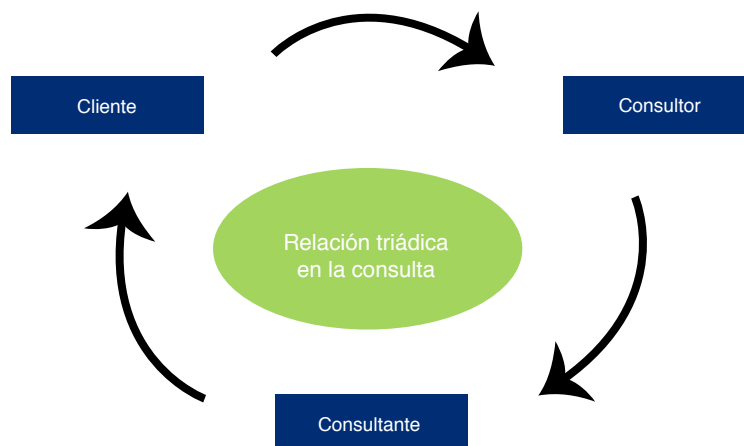 Cliente
Consultor
Relación triádica
en la consulta
Consultante